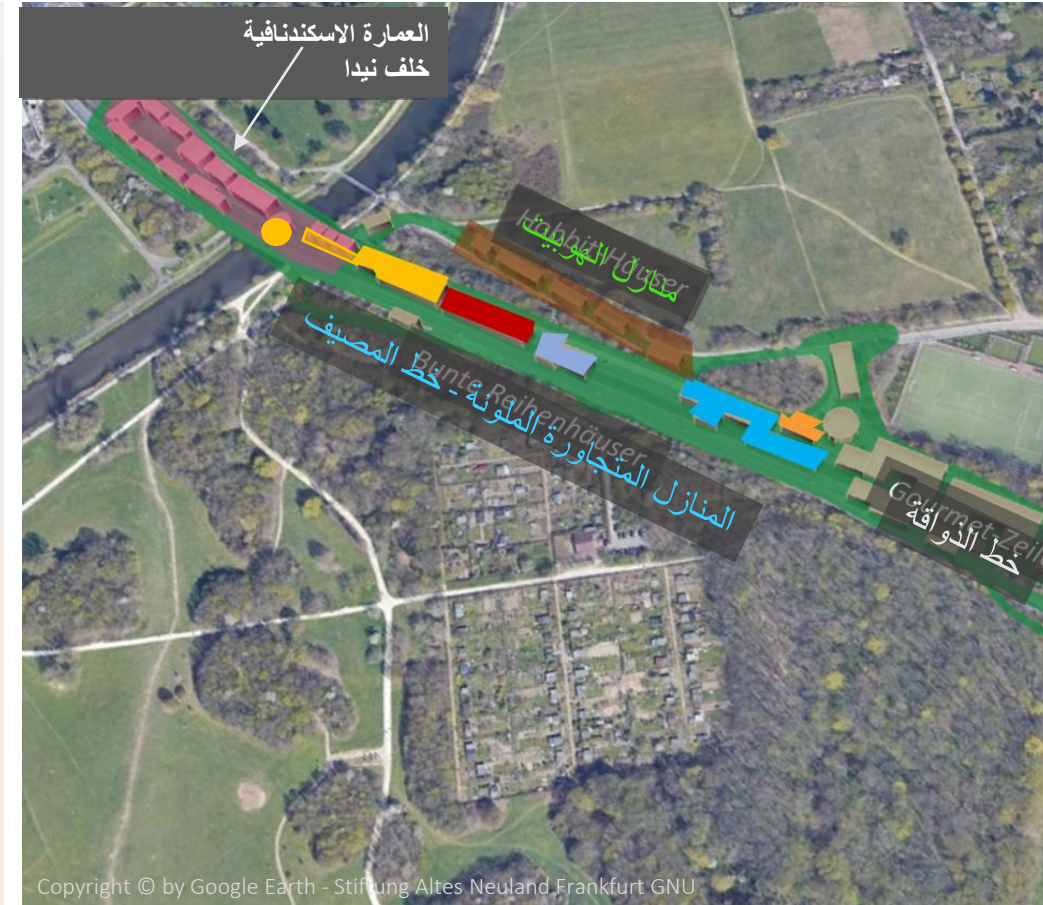 العمارة الاسكندنافية
خلف نيدا
Hobbit-Häuser
منازل الهوبيت
Bunte Reihenhäuser
المنازل المتجاورة الملونة - خط المصيف
Gourmet-Zeil
خط الذواقة
Copyright © by Google Earth - Stiftung Altes Neuland Frankfurt GNU